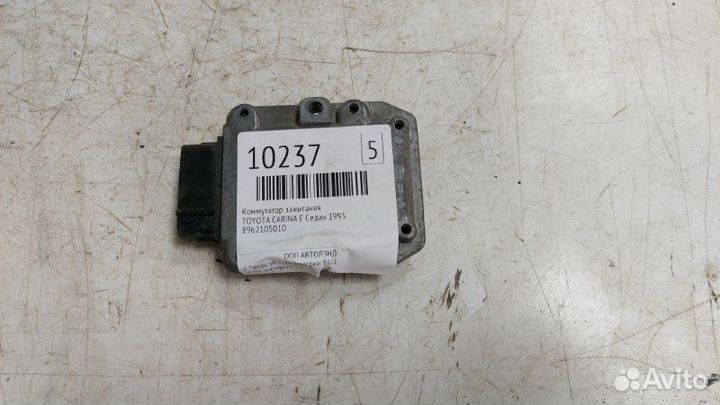 10237 5
Коммутатор зажигания
TOYOTA CARINA E Седан 1993
8962105010
ООО АВТОЛЭНД
Avito